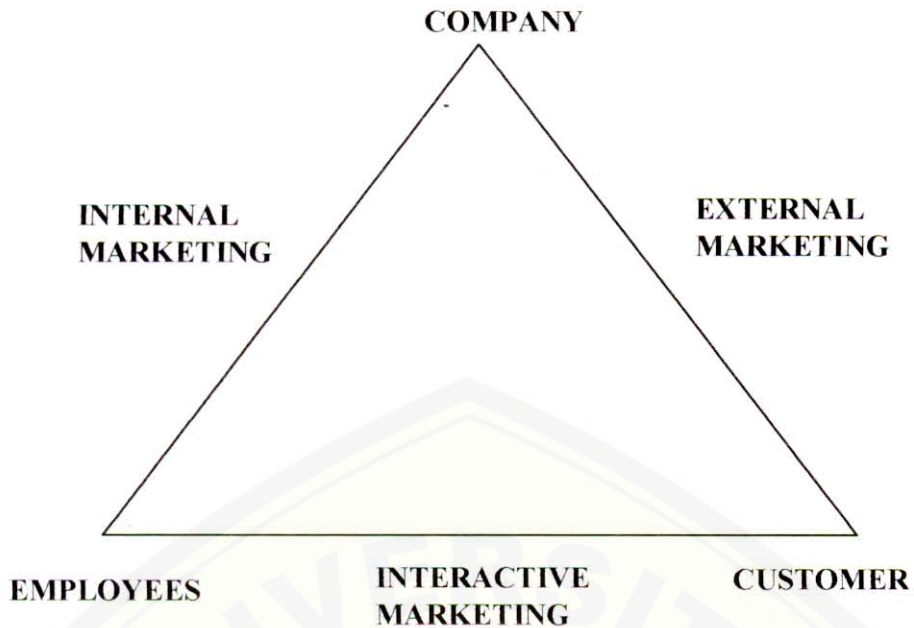 COMPANY
INTERNAL
MARKETING
EXTERNAL
MARKETING
EMPLOYEES
INTERACTIVE
MARKETING
CUSTOMER